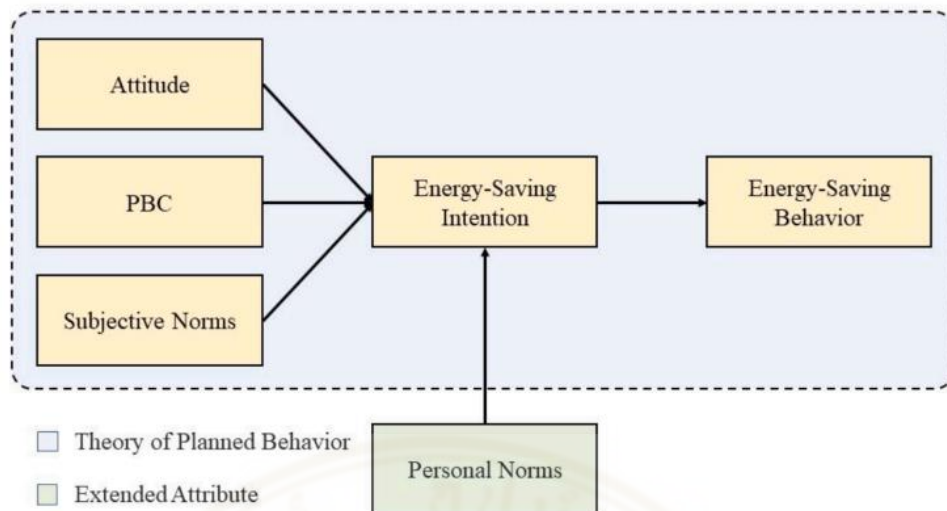 Attitude
PBC
Subjective Norms
Energy-Saving
Intention
Energy-Saving
Behavior
Personal Norms
Theory of Planned Behavior
Extended Attribute